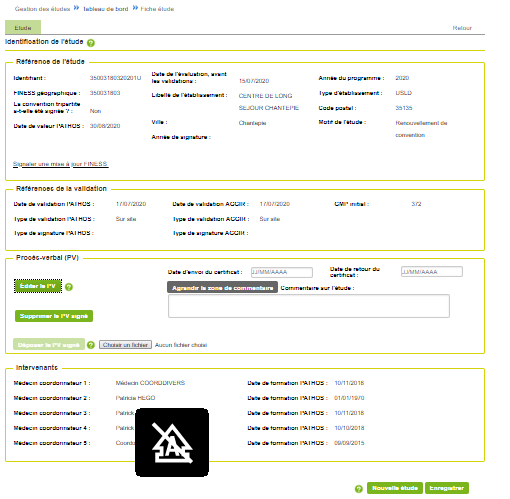 Gestion des études » Tableau de bord » Fiche étude
Etude Retour
Identification de l'étude
Référence de l'étude
Identifiant : 35003180320201U Date de l'évaluation, avant les validations : 15/07/2020 Année du programme : 2020
FINESS géographique : 350031803 Libellé de l'établissement : CENTRE DE LONG SEJOUR CHANTEPIE Type d'établissement : USLD
La convention tripartite a-t-elle été signée ? : Non Code postal : 35135
Date de valeur PATHOS : 30/08/2020 Ville : Chantepie Motif de l'étude : Renouvellement de convention
Année de signature :
Signaler une mise à jour FINESS
Références de la validation
Date de validation PATHOS : 17/07/2020 Date de validation AGGIR : 17/07/2020 GMP initial : 372
Type de validation PATHOS : Sur site Type de validation AGGIR : Sur site
Type de signature PATHOS : Type de signature AGGIR :
Procès-verbal (PV)
Date d'envoi du certificat : JJ/MM/AAAA Date de retour du certificat : JJ/MM/AAAA
Editer le PV Agrandir la zone de commentaire Commentaire sur l'étude :
Supprimer le PV signé
Déposer le PV signé Choisir un fichier Aucun fichier choisi
Intervenants
Médecin coordonnateur 1 : Médecin COORDDIVERS Date de formation PATHOS : 10/11/2016
Médecin coordonnateur 2 : Patricia HEGO Date de formation PATHOS : 01/01/1970
Médecin coordonnateur 3 : Patrick Date de formation PATHOS : 10/11/2016
Médecin coordonnateur 4 : Patrick Date de formation PATHOS : 10/10/2016
Médecin coordonnateur 5 : Coordo Date de formation PATHOS : 09/09/2015
Nouvelle étude Enregistrer